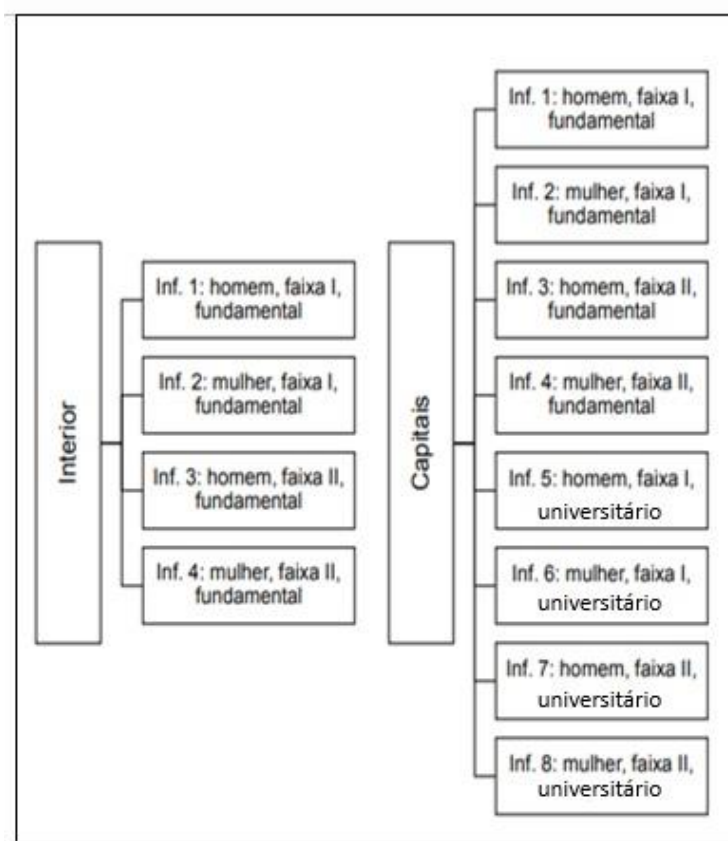 Interior
Inf. 1: homem, faixa I,
fundamental
Inf. 2: mulher, faixa I,
fundamental
Inf. 3: homem, faixa II,
fundamental
Inf. 4: mulher, faixa II,
fundamental
Capitais
Inf. 1: homem, faixa I,
fundamental
Inf. 2: mulher, faixa I,
fundamental
Inf. 3: homem, faixa II,
fundamental
Inf. 4: mulher, faixa II,
fundamental
Inf. 5: homem, faixa I,
universitário
Inf. 6: mulher, faixa I,
universitário
Inf. 7: homem, faixa II,
universitário
Inf. 8: mulher, faixa II,
universitário